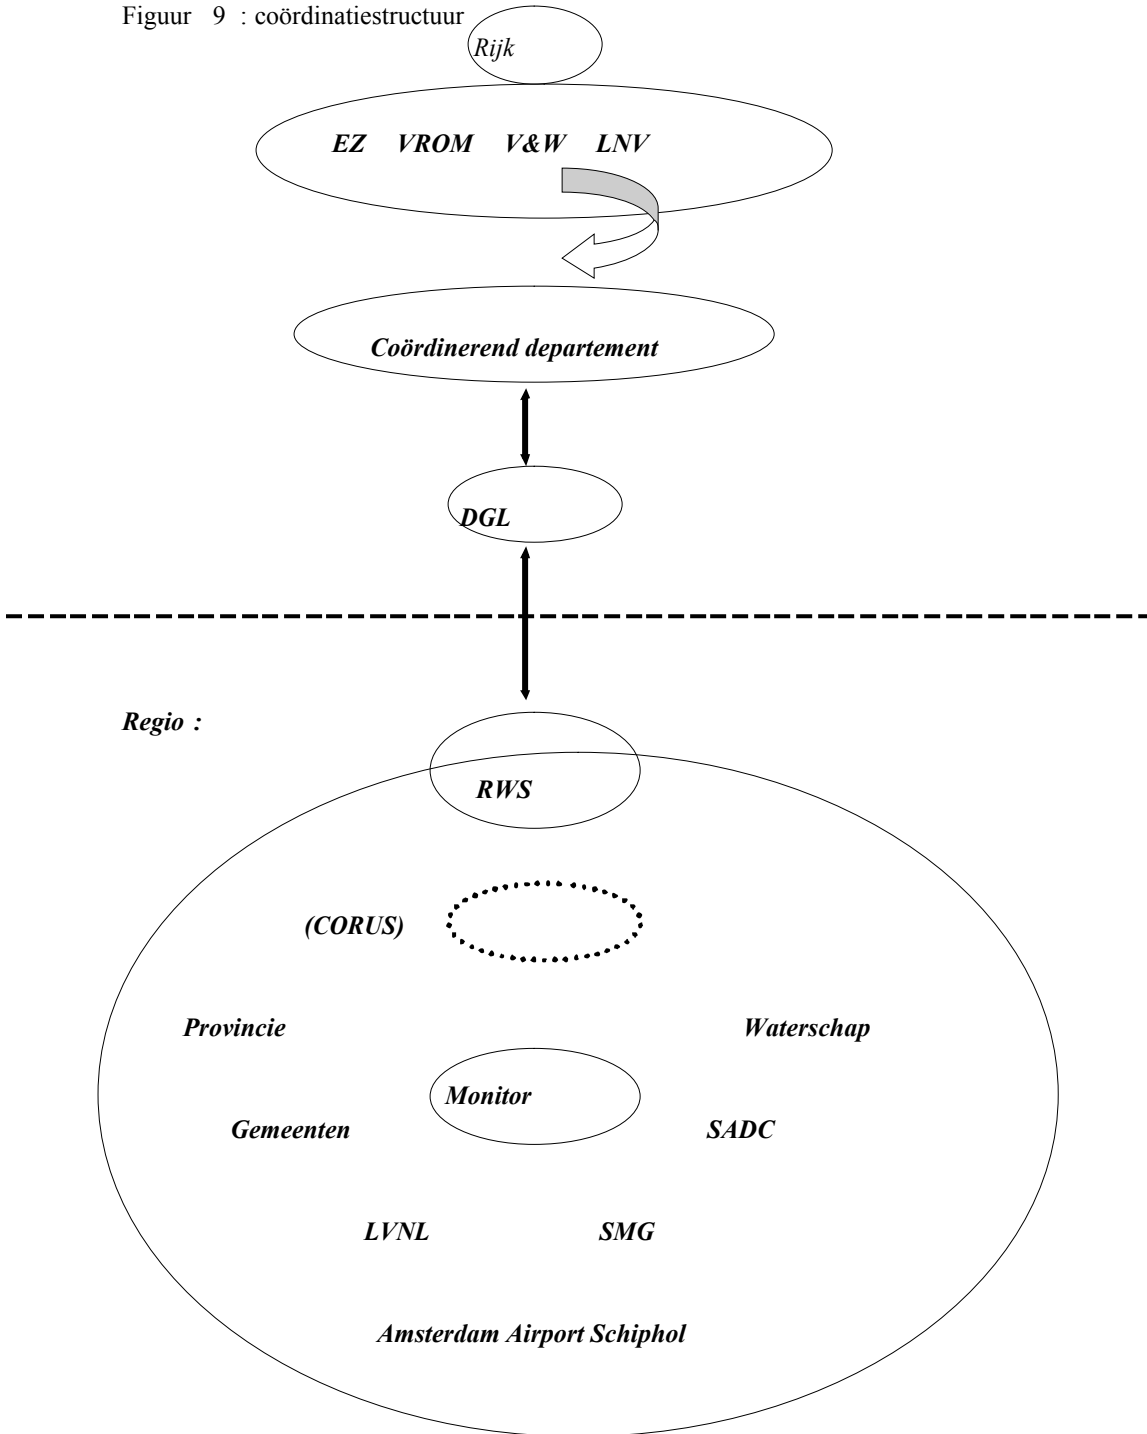 Figuur 9 : coördinatiestructuur
Rijk
EZ VROM V&W LNV
Coördinerend departement
DGL
Regio :
RWS
(CORUS)
Provincie Waterschap
Monitor
Gemeenten SADC
LVNL SMG
Amsterdam Airport Schiphol